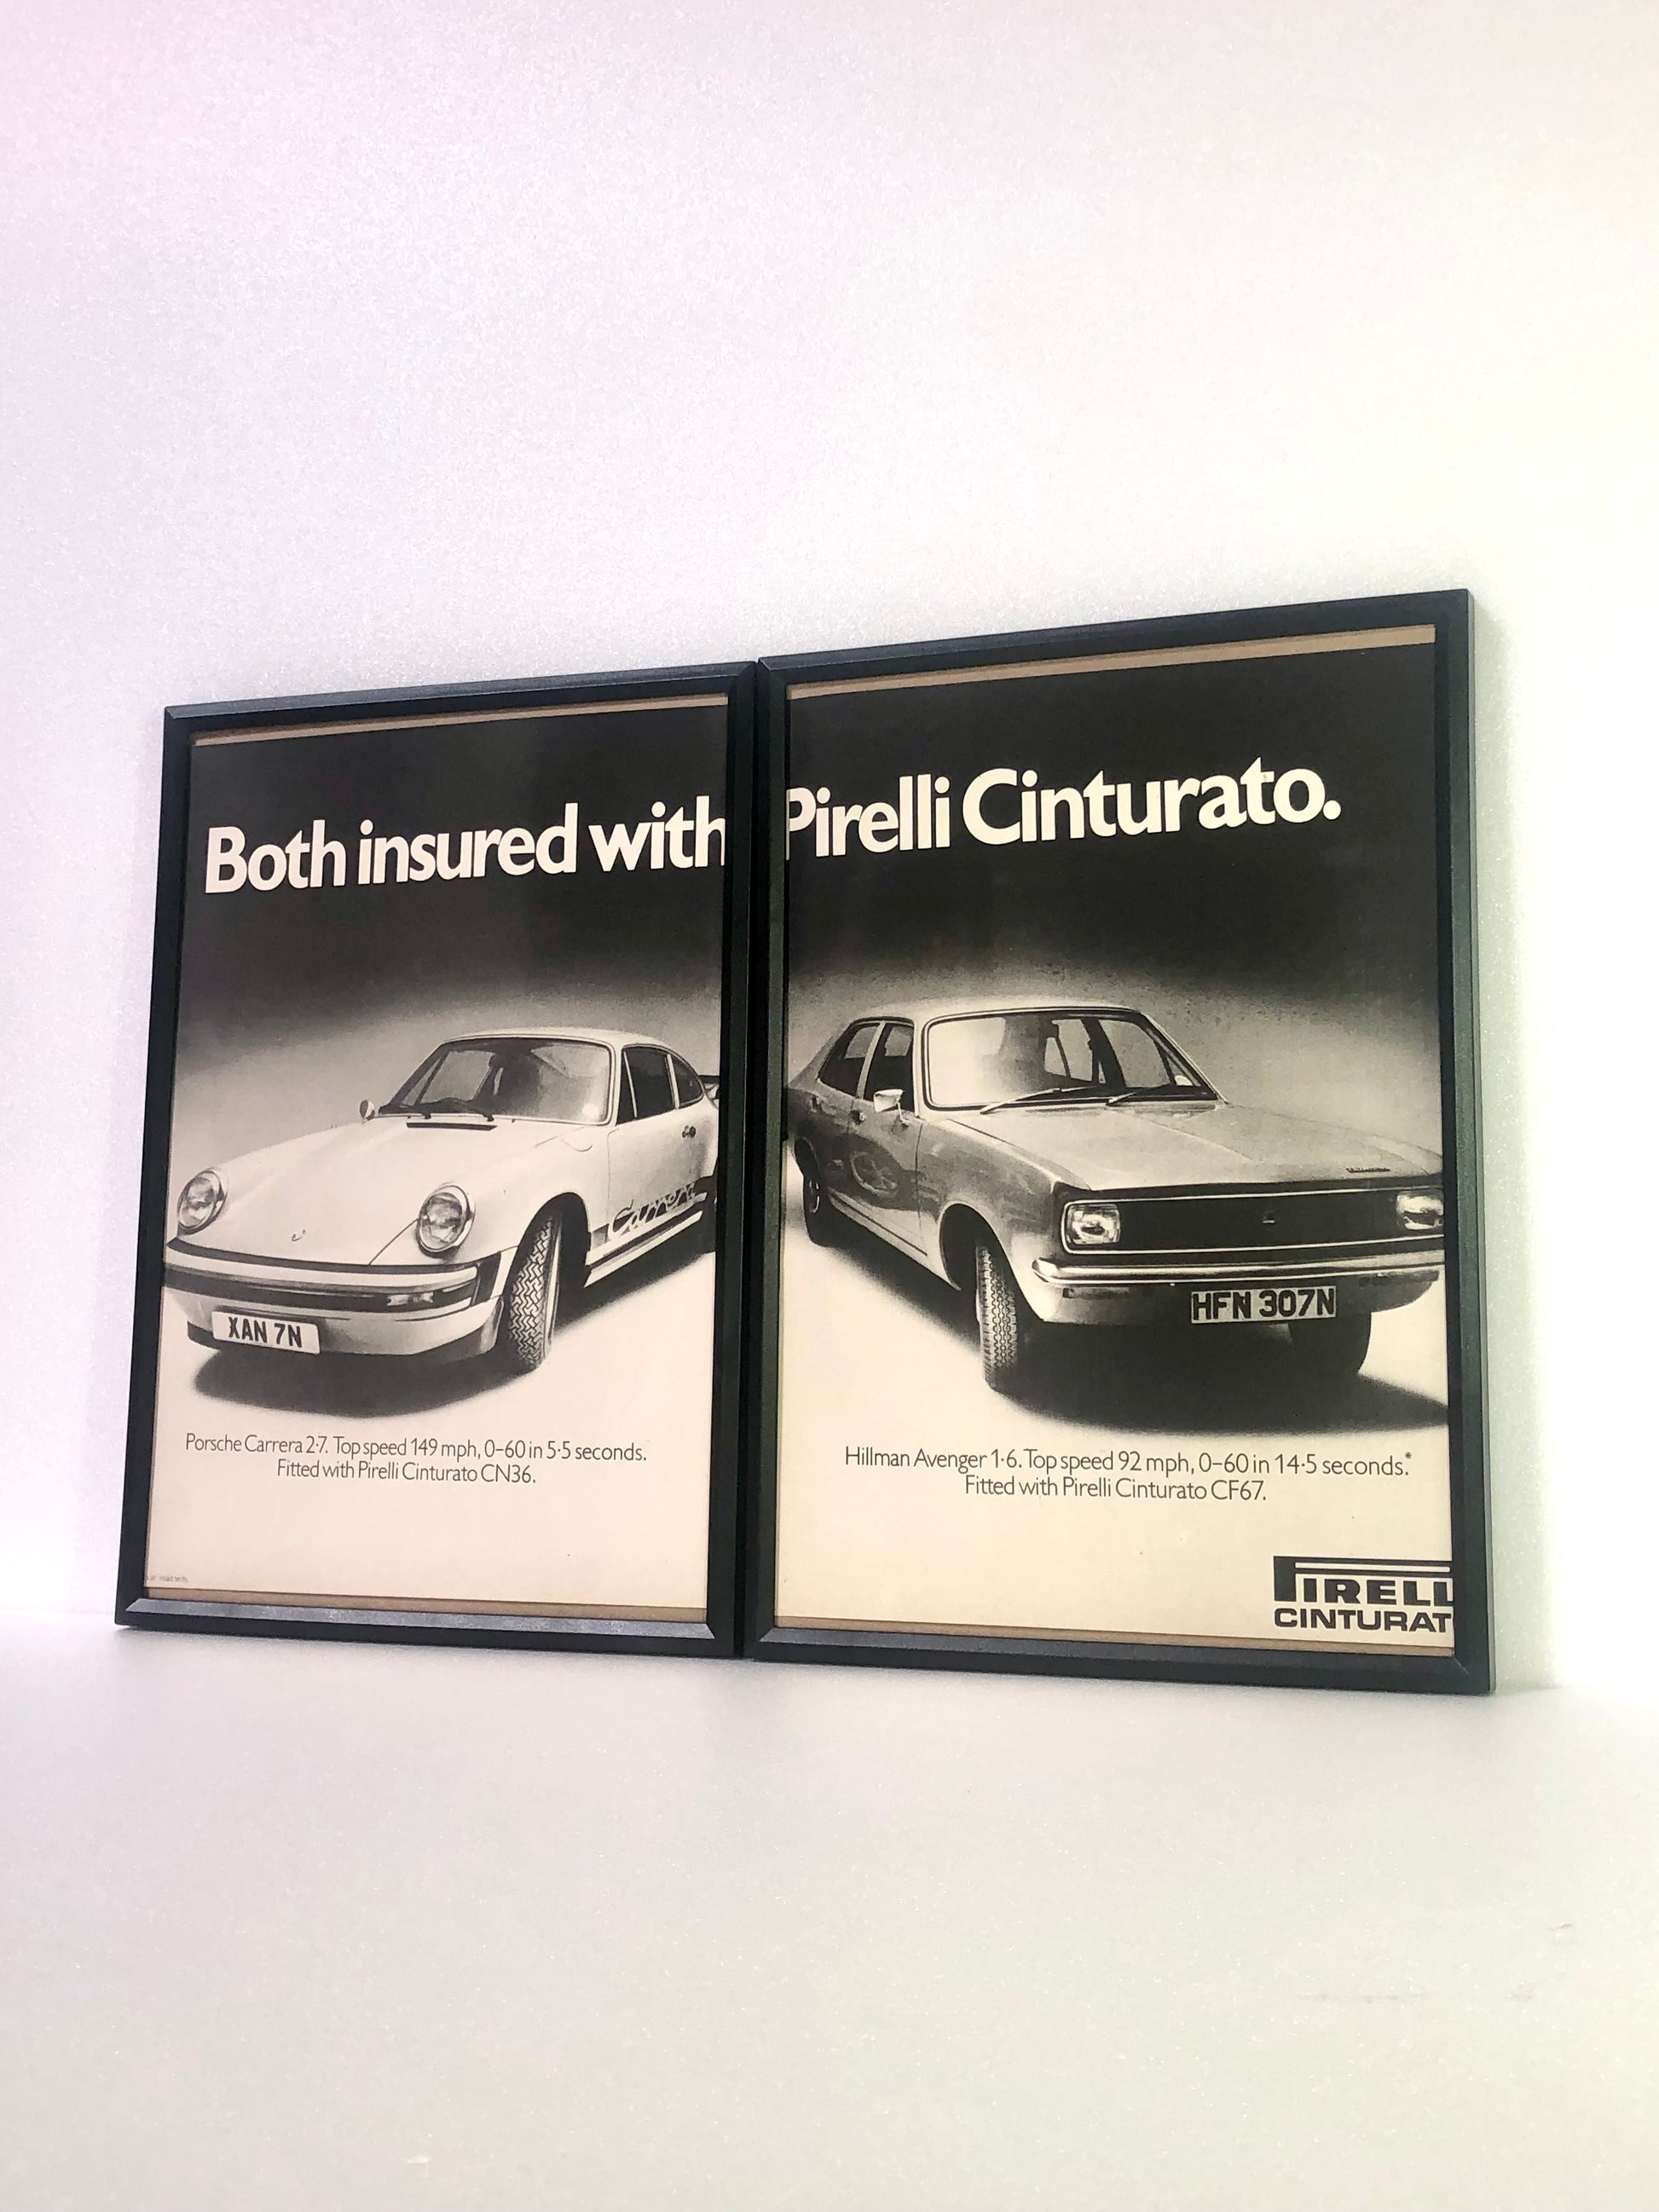 Both insured with Pirelli Cinturato.
Carrera
XAN 7N
HFN 307N
Porsche Carrera 2·7. Top speed 149 mph, 0–60 in 5·5 seconds.
Fitted with Pirelli Cinturato CN36.
Hillman Avenger 1·6. Top speed 92 mph, 0–60 in 14·5 seconds.*
Fitted with Pirelli Cinturato CF67.
PIRELL
CINTURAT